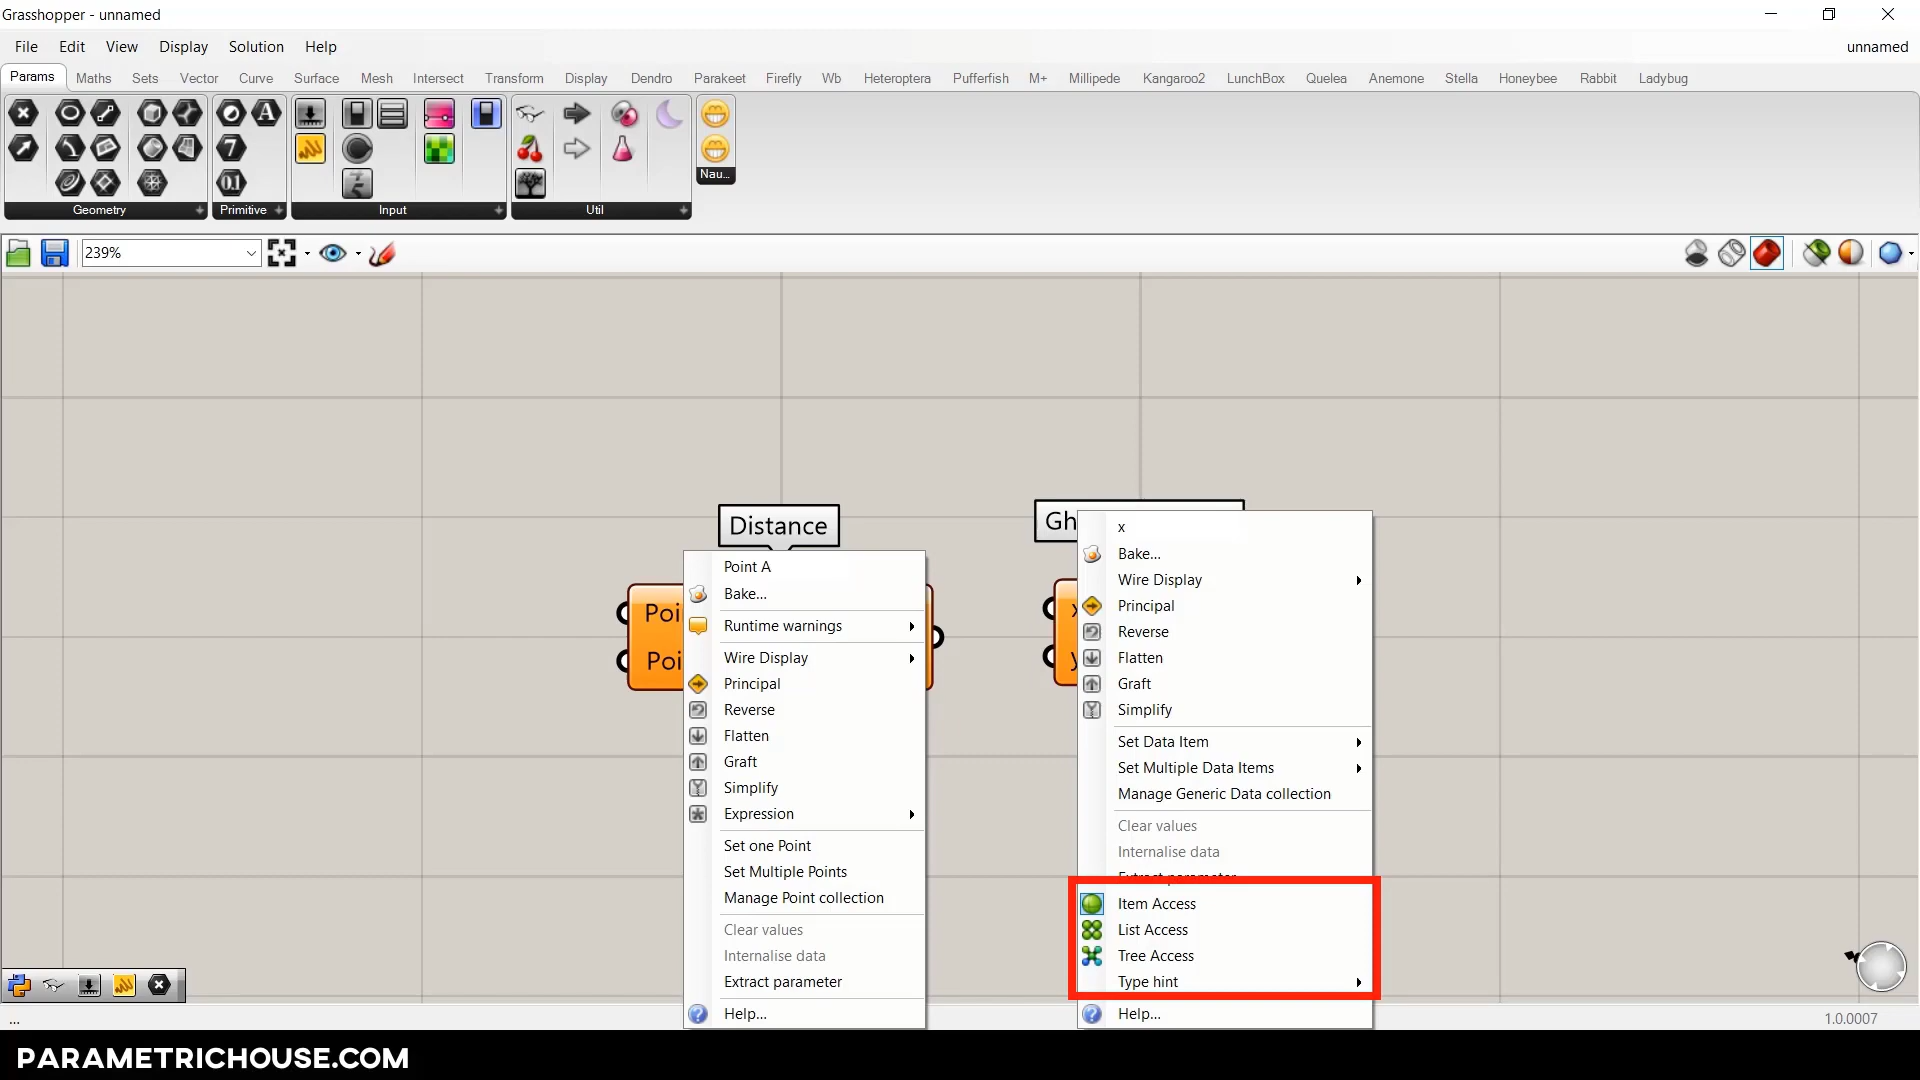 Grasshopper - unnamed
File Edit View Display Solution Help unnamed
Params Maths Sets Vector Curve Surface Mesh Intersect Transform Display Dendro Parakeet Firefly Wb Heteroptera Pufferfish M+ Millipede Kangaroo2 LunchBox Quelea Anemone Stella Honeybee Rabbit Ladybug
Nau...
Geometry Primitive Input Util
239%
Distance
Gh
Poi
Poi
Point A
Bake...
Runtime warnings
Wire Display
Principal
Reverse
Flatten
Graft
Simplify
Expression
Set one Point
Set Multiple Points
Manage Point collection
Clear values
Internalise data
Extract parameter
Help...
x
y
x
Bake...
Wire Display
Principal
Reverse
Flatten
Graft
Simplify
Set Data Item
Set Multiple Data Items
Manage Generic Data collection
Clear values
Internalise data
Extract parameter
Item Access
List Access
Tree Access
Type hint
Help...
...
1.0.0007
PARAMETRICHOUSE.COM